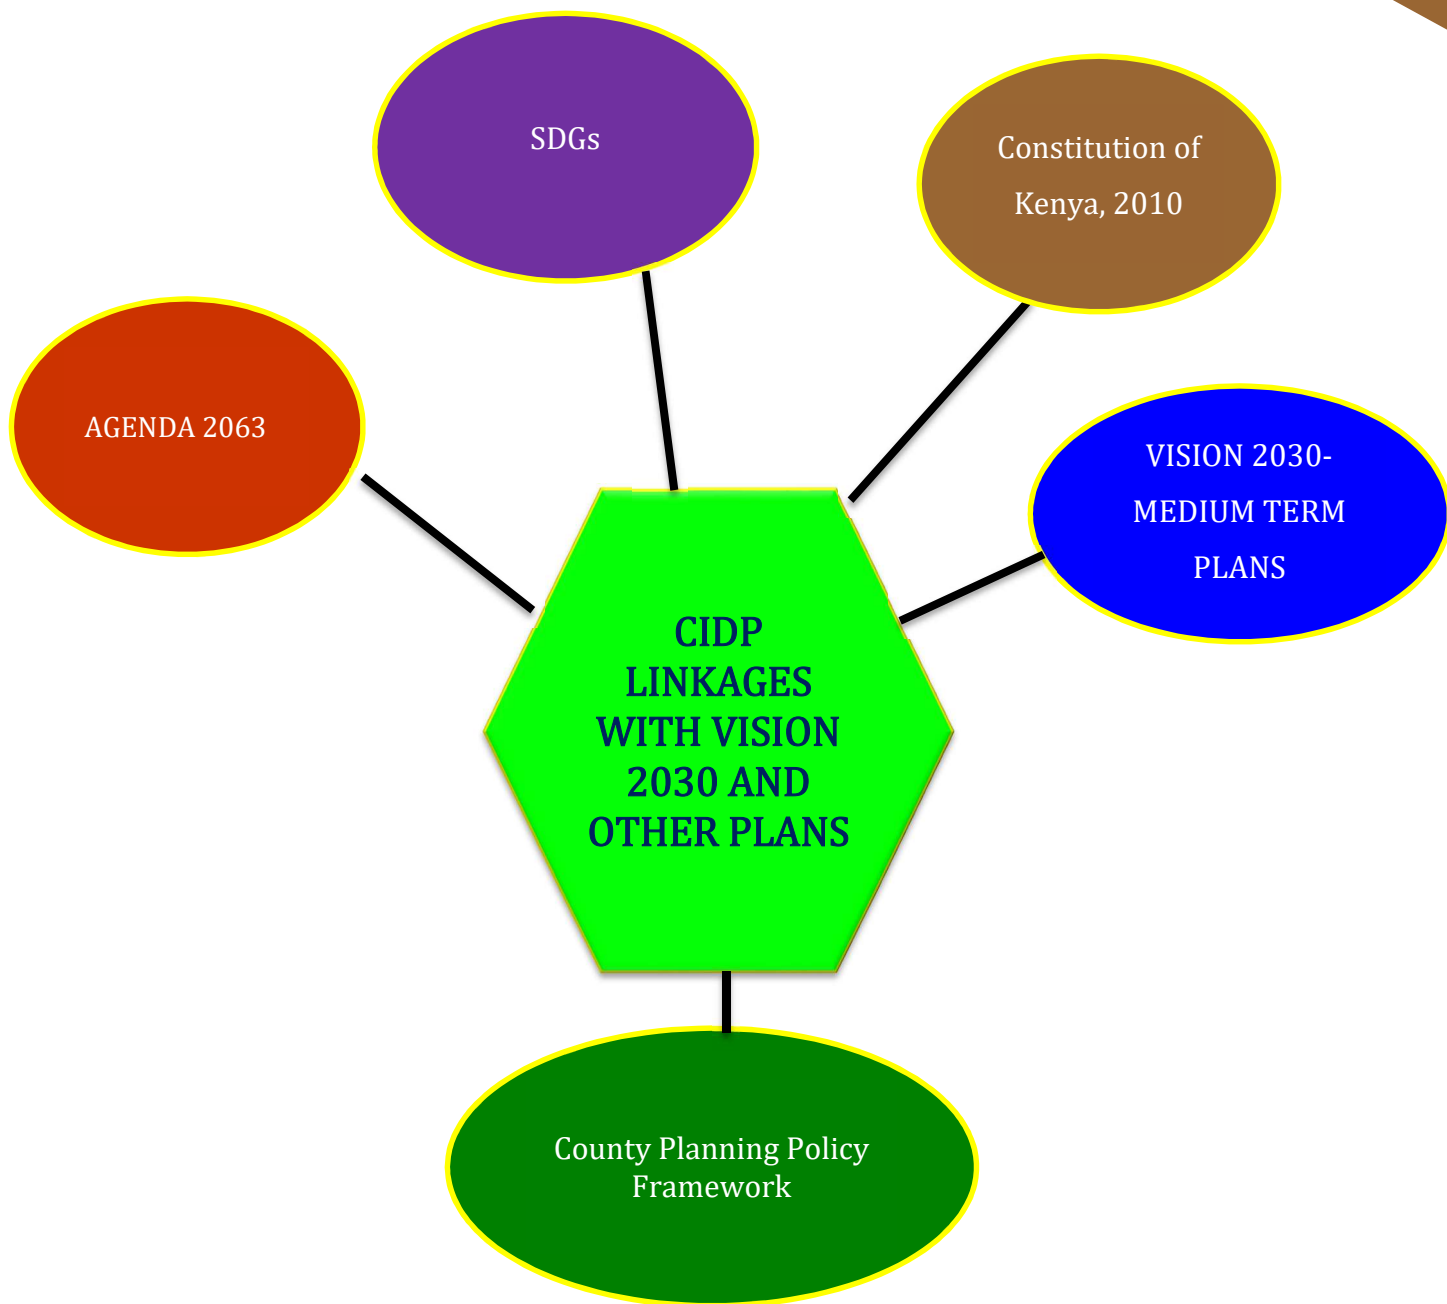 SDGs
Constitution of
Kenya, 2010
AGENDA 2063
VISION 2030-
MEDIUM TERM
PLANS
CIDP
LINKAGES
WITH VISION
2030 AND
OTHER PLANS
County Planning Policy
Framework